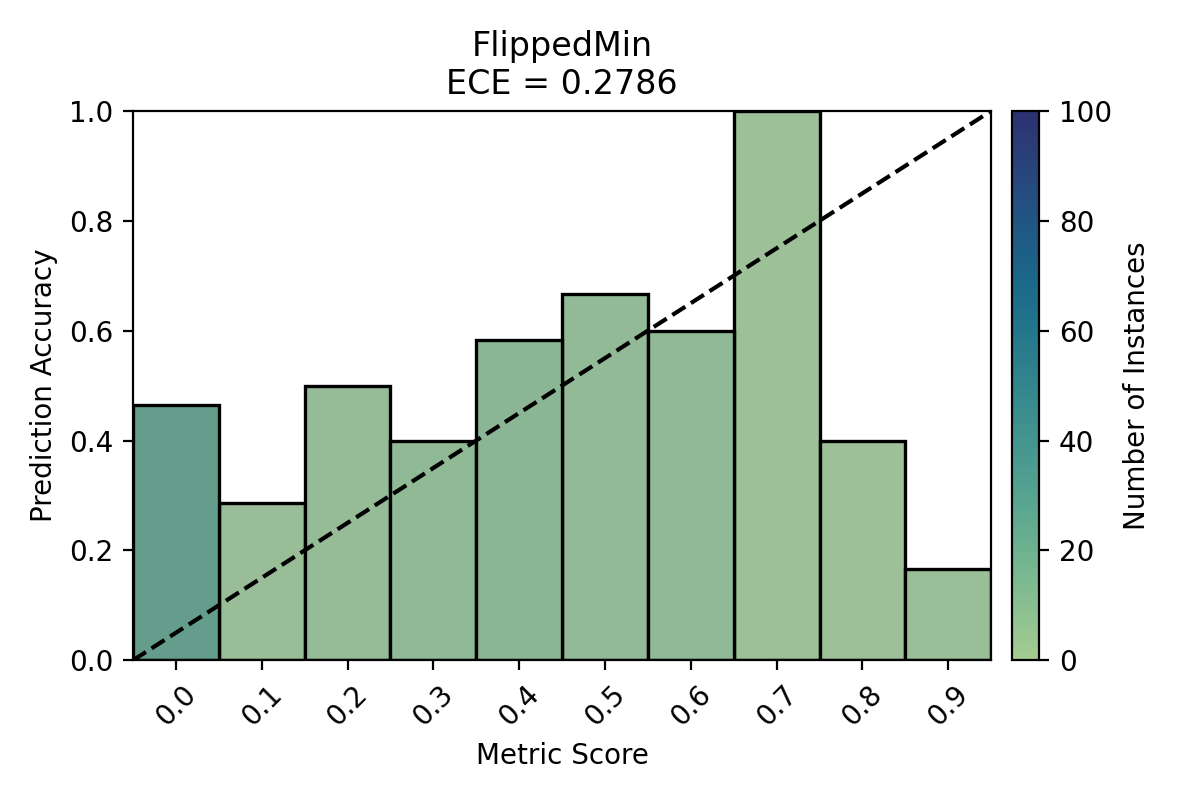 FlippedMin
ECE = 0.2786
Prediction Accuracy
1.0
0.8
0.6
0.4
0.2
0.0
0.0 0.1 0.2 0.3 0.4 0.5 0.6 0.7 0.8 0.9
Metric Score
100
80
60
40
20
0
Number of Instances